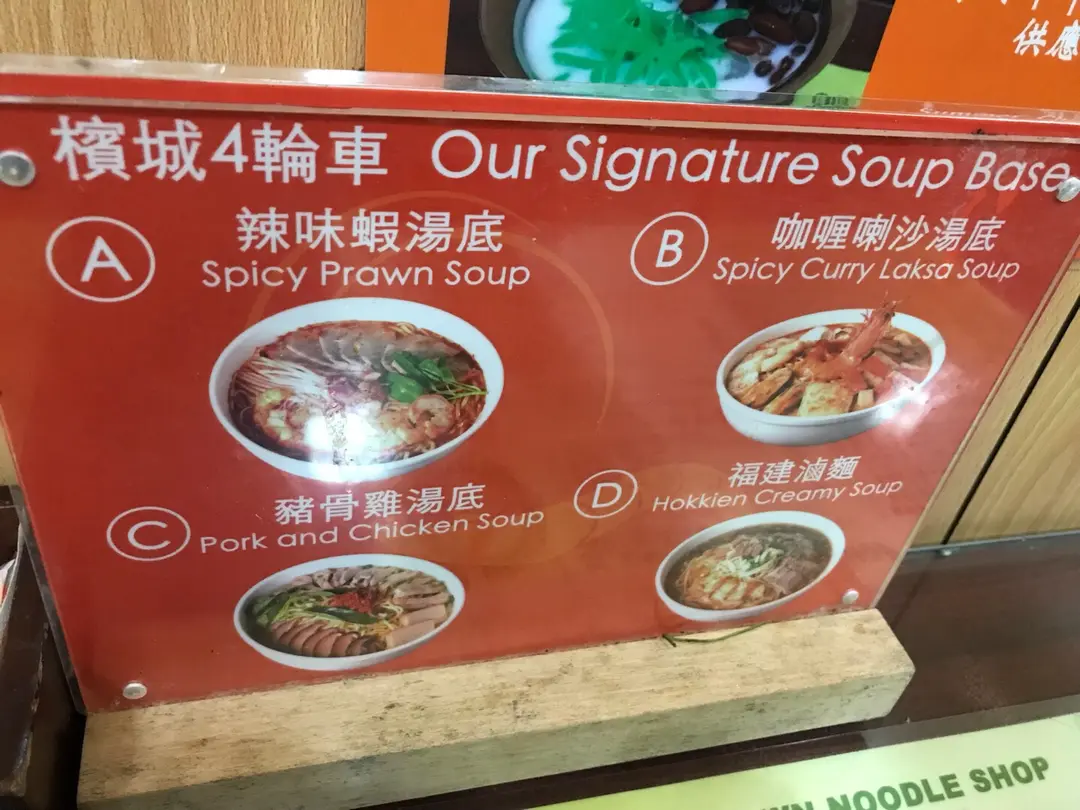 供應
檳城4輪車 Our Signature Soup Base
A 辣味蝦湯底
Spicy Prawn Soup
B 咖喱喇沙湯底
Spicy Curry Laksa Soup
C 豬骨雞湯底
Pork and Chicken Soup
D 福建滷麵
Hokkien Creamy Soup
NOODLE SHOP